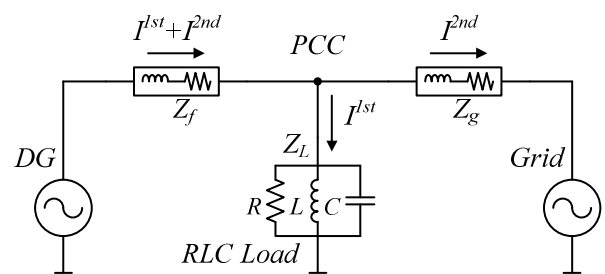 I^{1st}+I^{2nd}
PCC
I^{2nd}
Z_f
I^{1st}
Z_g
DG
Z_L
Grid
R
L
C
RLC Load